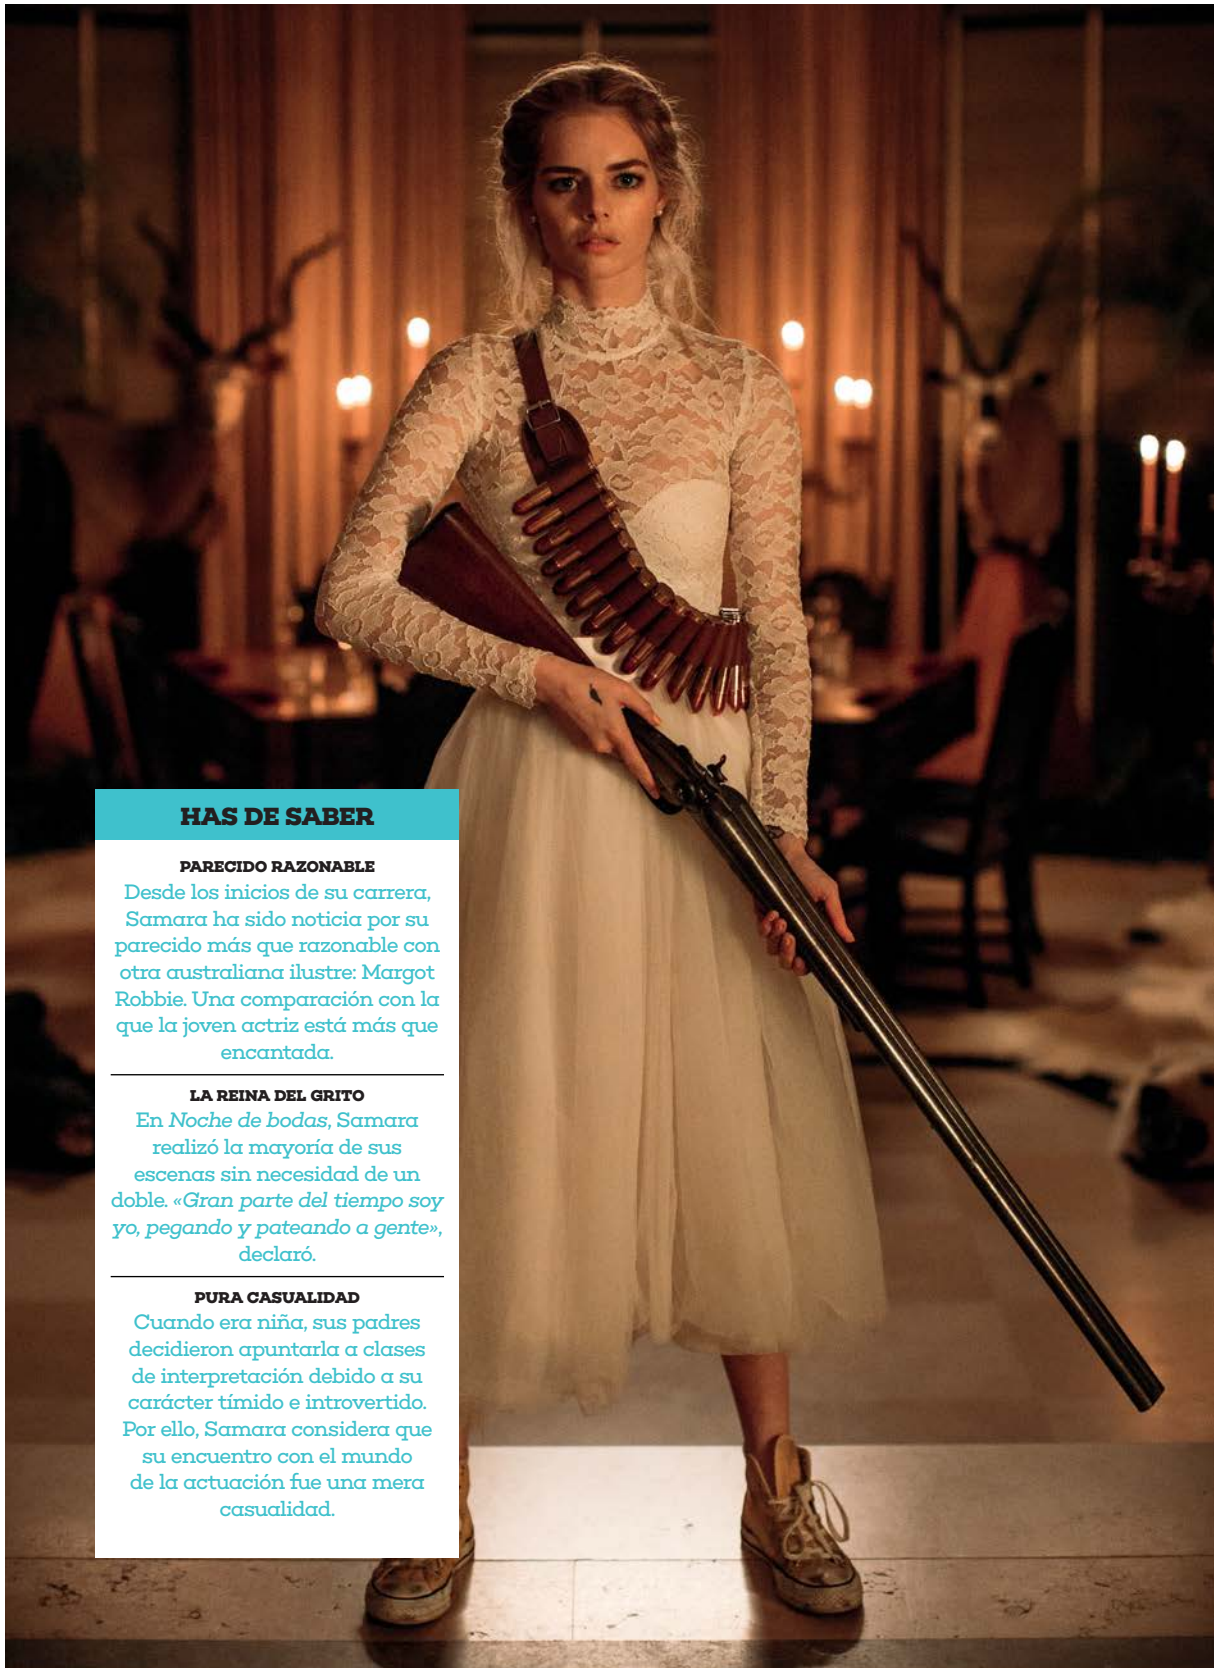 HAS DE SABER
PARECIDO RAZONABLE
Desde los inicios de su carrera,
Samara ha sido noticia por su
parecido más que razonable con
otra australiana ilustre: Margot
Robbie. Una comparación con la
que la joven actriz está más que
encantada.
LA REINA DEL GRITO
En Noche de bodas, Samara
realizó la mayoría de sus
escenas sin necesidad de un
doble. «Gran parte del tiempo soy
yo, pegando y pateando a gente»,
declaró.
PURA CASUALIDAD
Cuando era niña, sus padres
decidieron apuntarla a clases
de interpretación debido a su
carácter tímido e introvertido.
Por ello, Samara considera que
su encuentro con el mundo
de la actuación fue una mera
casualidad.